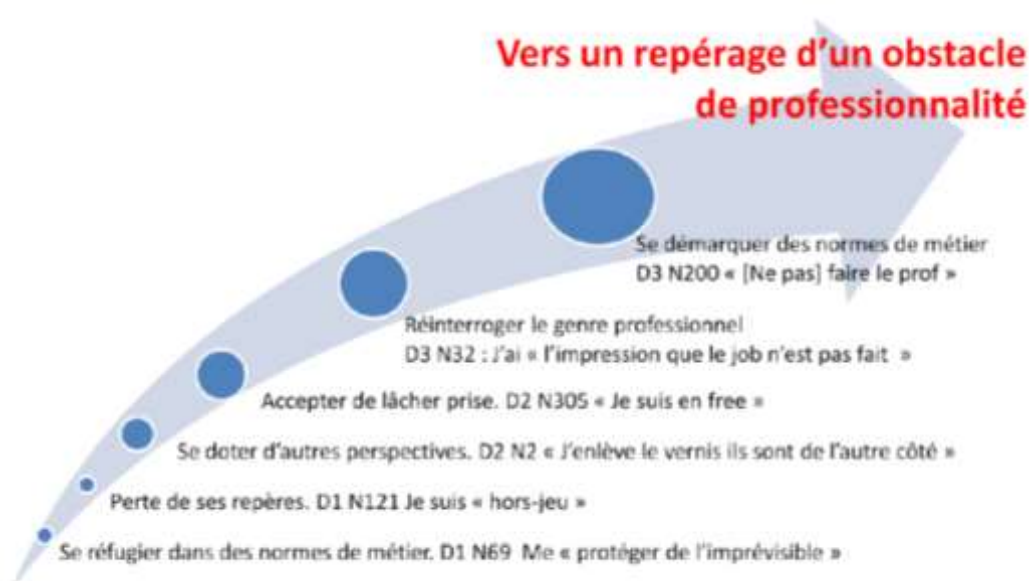 Vers un repérage d'un obstacle
de professionnalité
Se démarquer des normes de métier
D3 N200 « [Ne pas] faire le prof »
Réinterroger le genre professionnel
D3 N32 : J'ai « l'impression que le job n'est pas fait »
Accepter de lâcher prise. D2 N305 « Je suis en free »
Se doter d'autres perspectives. D2 N2 « J'enlève le vernis ils sont de l'autre côté »
Perte de ses repères. D1 N121 Je suis « hors-jeu »
Se réfugier dans des normes de métier. D1 N69 Me « protéger de l'imprévisible »